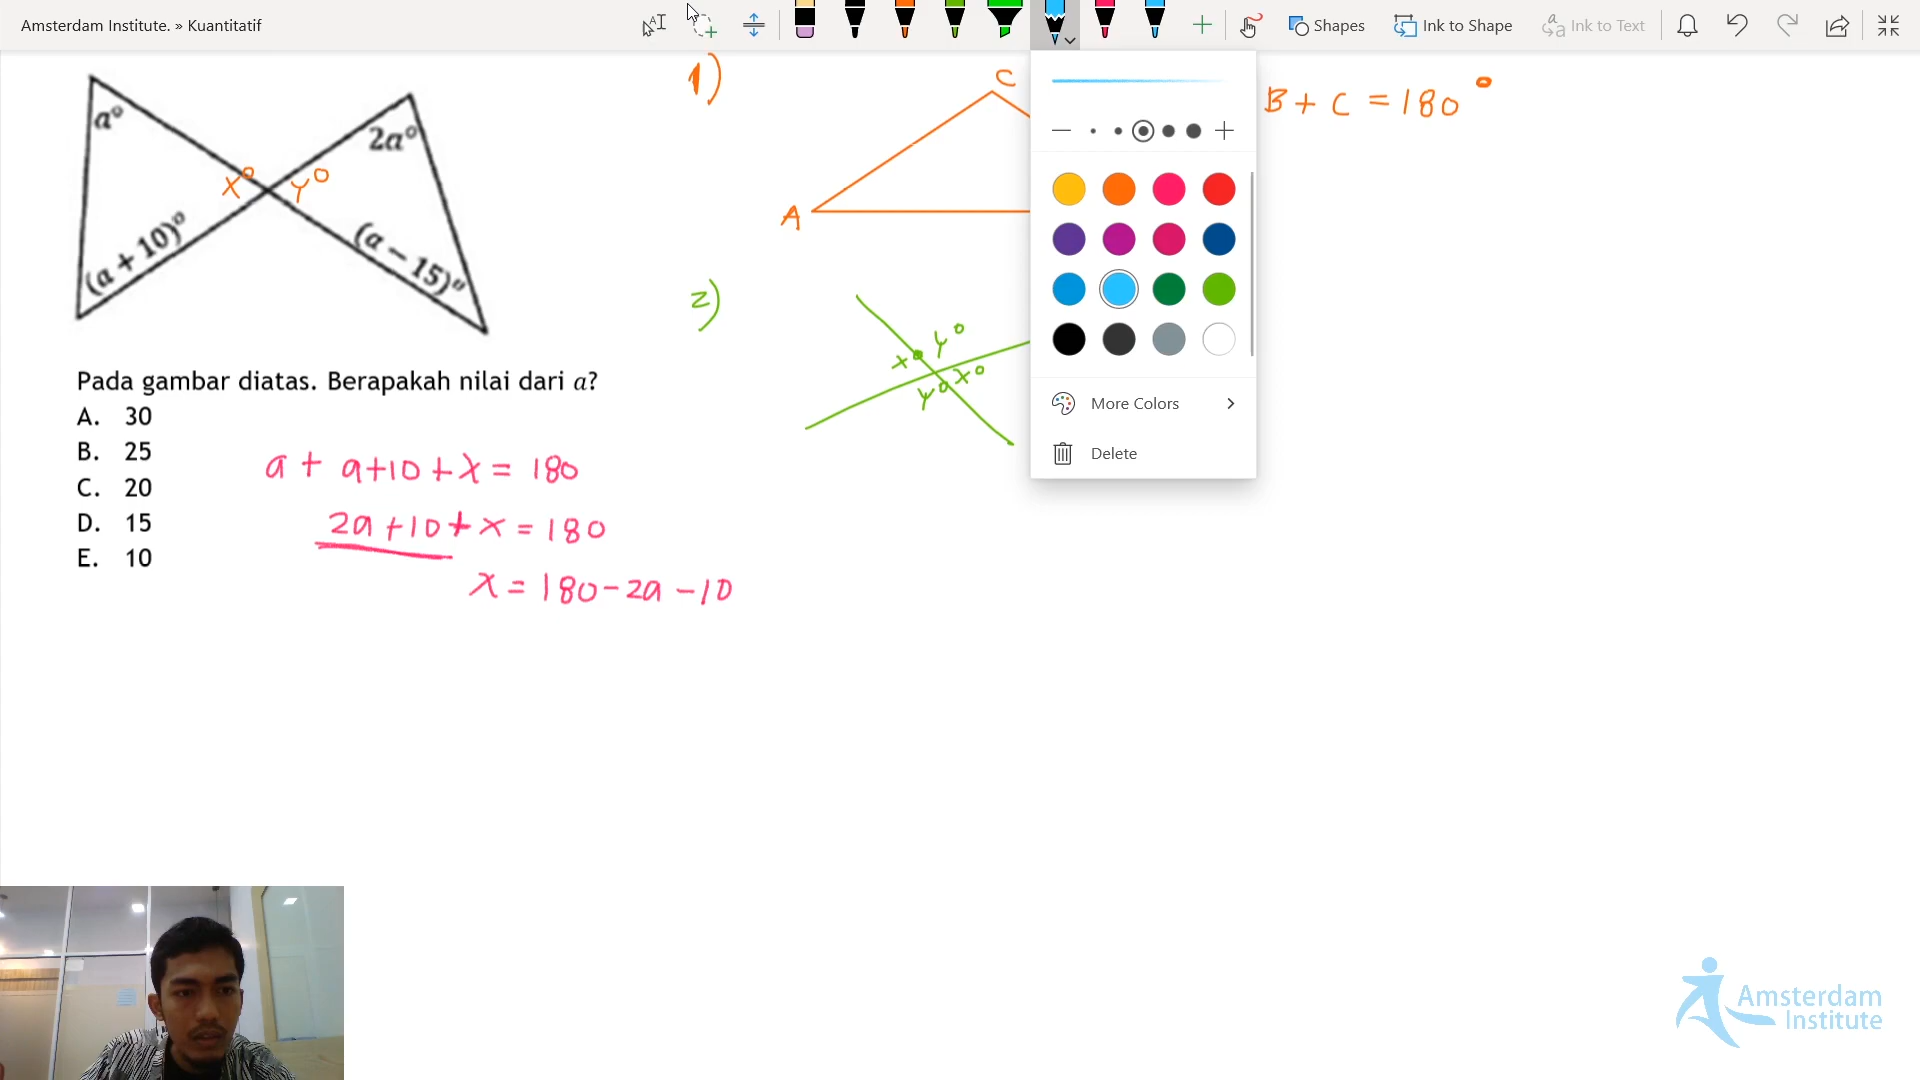 Amsterdam Institute. » Kuantitatif
Shapes
Ink to Shape
Ink to Text
a°
2a°
x°
y°
(a + 10)°
(a − 15)°
Pada gambar diatas. Berapakah nilai dari a?
A. 30
B. 25
C. 20
D. 15
E. 10
a + a+10 + x = 180
2a + 10 + x = 180
x = 180 - 2a - 10
1)
C
A
B + C = 180°
2)
x°
y°
x°
y°
More Colors
Delete
Amsterdam
Institute